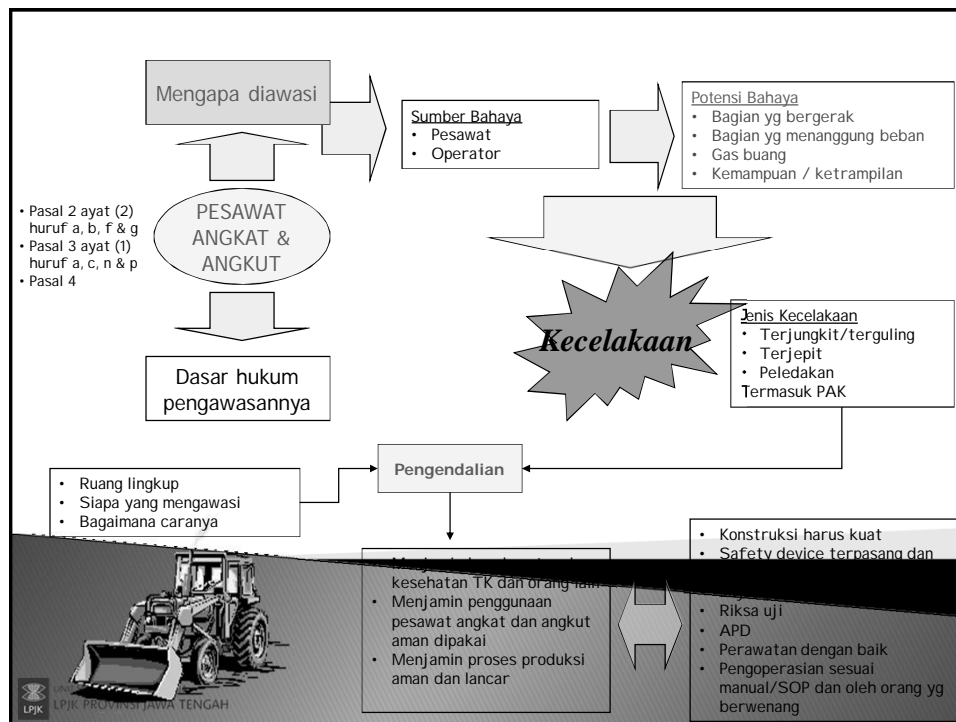 Mengapa diawasi
Sumber Bahaya
• Pesawat
• Operator
Potensi Bahaya
• Bagian yg bergerak
• Bagian yg menanggung beban
• Gas buang
• Kemampuan / ketrampilan
• Pasal 2 ayat (2)
huruf a, b, f & g
• Pasal 3 ayat (1)
huruf a, c, n & p
• Pasal 4
PESAWAT
ANGKAT &
ANGKUT
Kecelakaan
Jenis Kecelakaan
• Terjungkit/terguling
• Terjepit
• Peledakan
Termasuk PAK
Dasar hukum
pengawasannya
Pengendalian
• Ruang lingkup
• Siapa yang mengawasi
• Bagaimana caranya
kesehatan TK dan orang lain
• Menjamin penggunaan
pesawat angkat dan angkut
aman dipakai
• Menjamin proses produksi
aman dan lancar
• Konstruksi harus kuat
• Safety device terpasang dan
• Riksa uji
• APD
• Perawatan dengan baik
• Pengoperasian sesuai
manual/SOP dan oleh orang yg
berwenang
LPJK
LPJK PROVINSI JAWA TENGAH